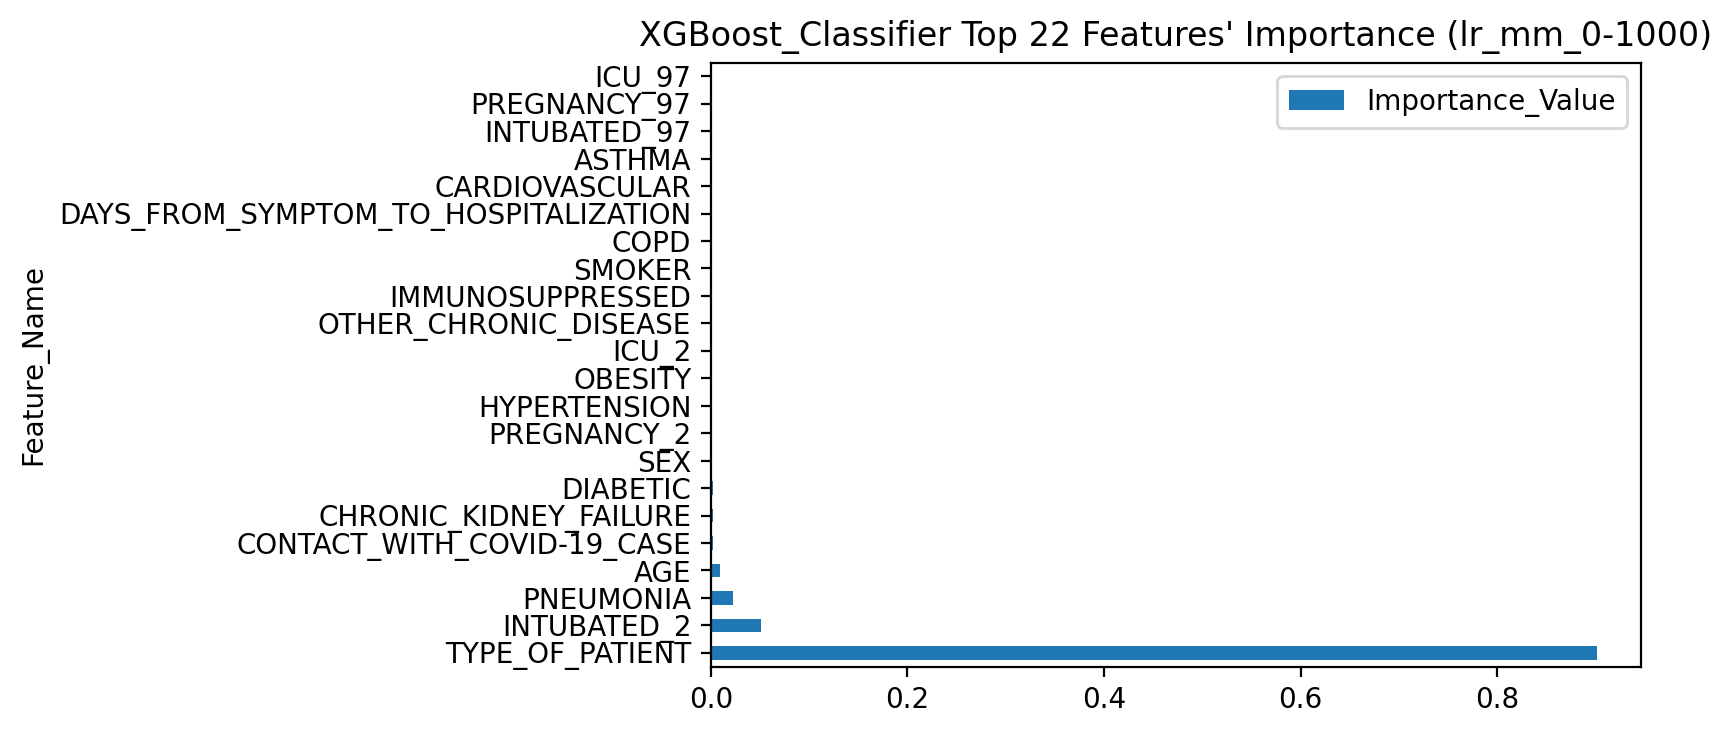 XGBoost_Classifier Top 22 Features' Importance (lr_mm_0-1000)
Importance_Value
Feature_Name
ICU_97
PREGNANCY_97
INTUBATED_97
ASTHMA
CARDIOVASCULAR
DAYS_FROM_SYMPTOM_TO_HOSPITALIZATION
COPD
SMOKER
IMMUNOSUPPRESSED
OTHER_CHRONIC_DISEASE
ICU_2
OBESITY
HYPERTENSION
PREGNANCY_2
SEX
DIABETIC
CHRONIC_KIDNEY_FAILURE
CONTACT_WITH_COVID-19_CASE
AGE
PNEUMONIA
INTUBATED_2
TYPE_OF_PATIENT
0.0 0.2 0.4 0.6 0.8